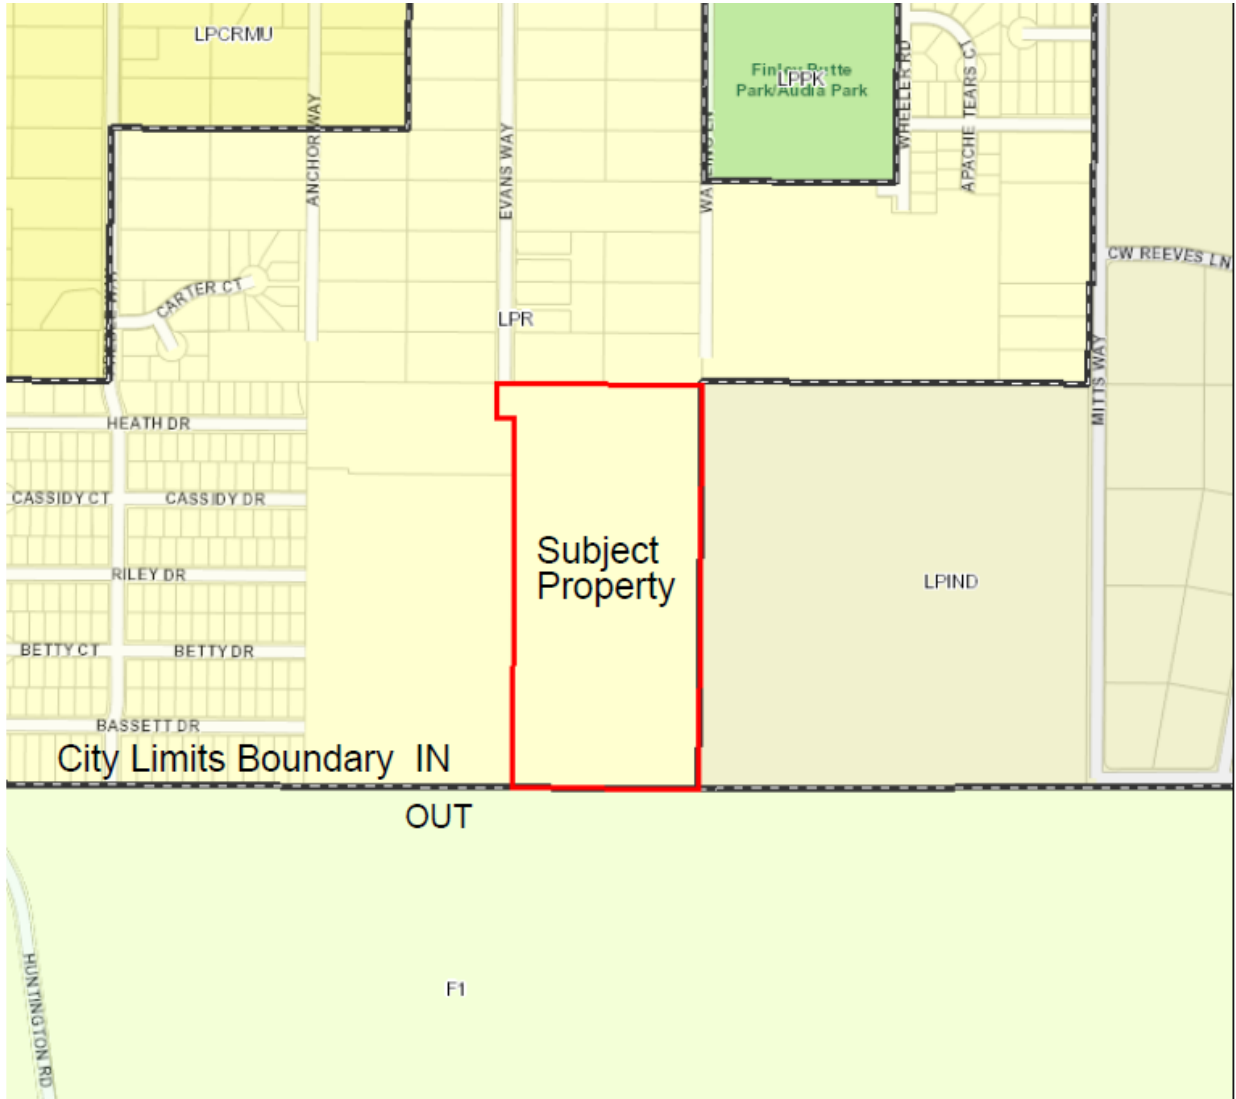 LPCRMU
ANCHOR WAY
EVANS WAY
Finley Butte
LPPK
Park/Audia Park
WHEELER RD
APACHE TEARS CT
CW REEVES LN
CARTER CT
LPR
MITTS WAY
HEATH DR
CASSIDY CT
CASSIDY DR
Subject
Property
RILEY DR
LPIND
BETTY CT
BETTY DR
BASSETT DR
City Limits Boundary IN
OUT
F1
HUNTINGTON RD